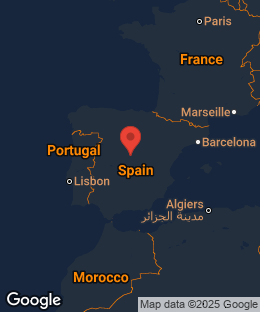 Paris
France
Marseille
Barcelona
Portugal
Spain
Lisbon
Algiers
مدينة الجزائر
Morocco
Google
Map data ©2025 Google